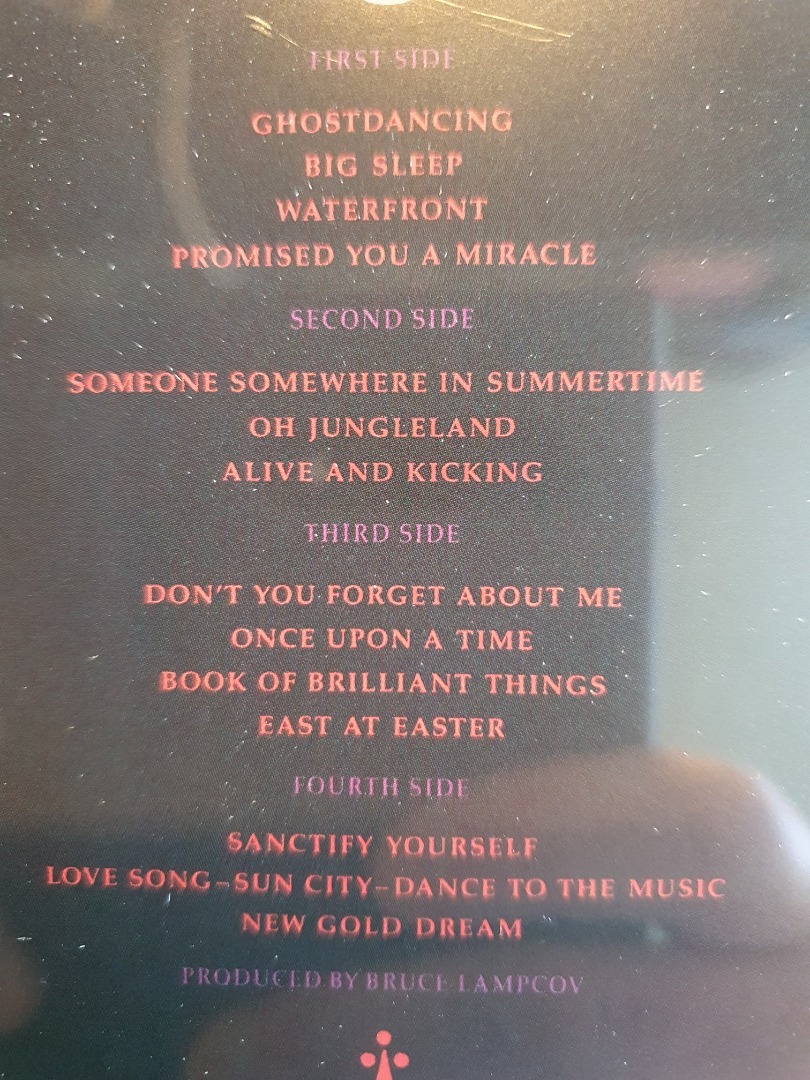 FIRST SIDE
GHOSTDANCING
BIG SLEEP
WATERFRONT
PROMISED YOU A MIRACLE
SECOND SIDE
SOMEONE SOMEWHERE IN SUMMERTIME
OH JUNGLELAND
ALIVE AND KICKING
THIRD SIDE
DON'T YOU FORGET ABOUT ME
ONCE UPON A TIME
BOOK OF BRILLIANT THINGS
EAST AT EASTER
FOURTH SIDE
SANCTIFY YOURSELF
LOVE SONG–SUN CITY–DANCE TO THE MUSIC
NEW GOLD DREAM
PRODUCED BY BRUCE LAMPCOV